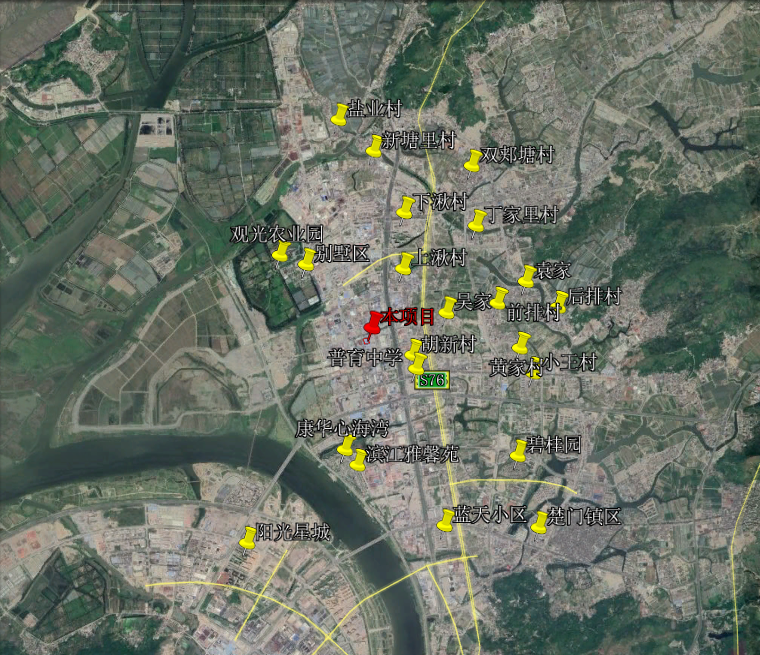 盐业村
新塘里村
双郏塘村
下湫村
丁家里村
观光农业园
别墅区
上湫村
袁家
后排村
吴家
前排村
本项目
胡新村
普育中学
小王村
黄家村
S76
康华心海湾
碧桂园
滨江雅馨苑
蓝天小区
楚门镇区
阳光星城